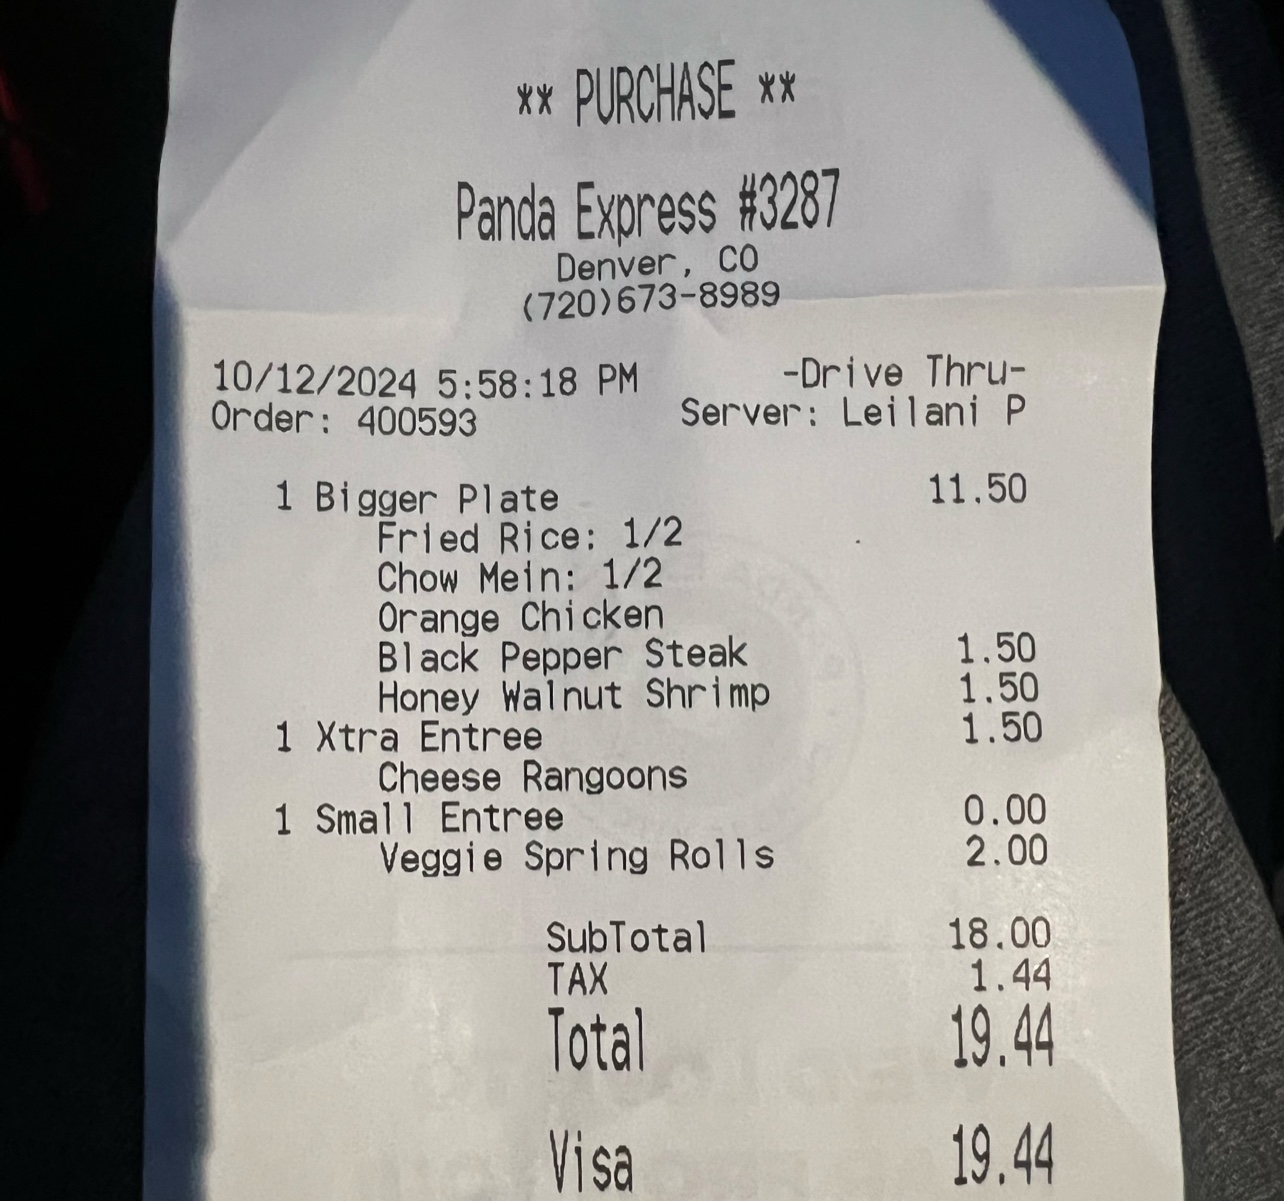 ** PURCHASE **
Panda Express #3287
Denver, CO
(720)673-8989
10/12/2024 5:58:18 PM -Drive Thru-
Order: 400593 Server: Leilani P
1 Bigger Plate 11.50
Fried Rice: 1/2
Chow Mein: 1/2
Orange Chicken
Black Pepper Steak 1.50
Honey Walnut Shrimp 1.50
1 Xtra Entree 1.50
Cheese Rangoons
1 Small Entree 0.00
Veggie Spring Rolls 2.00
SubTotal 18.00
TAX 1.44
Total 19.44
Visa 19.44